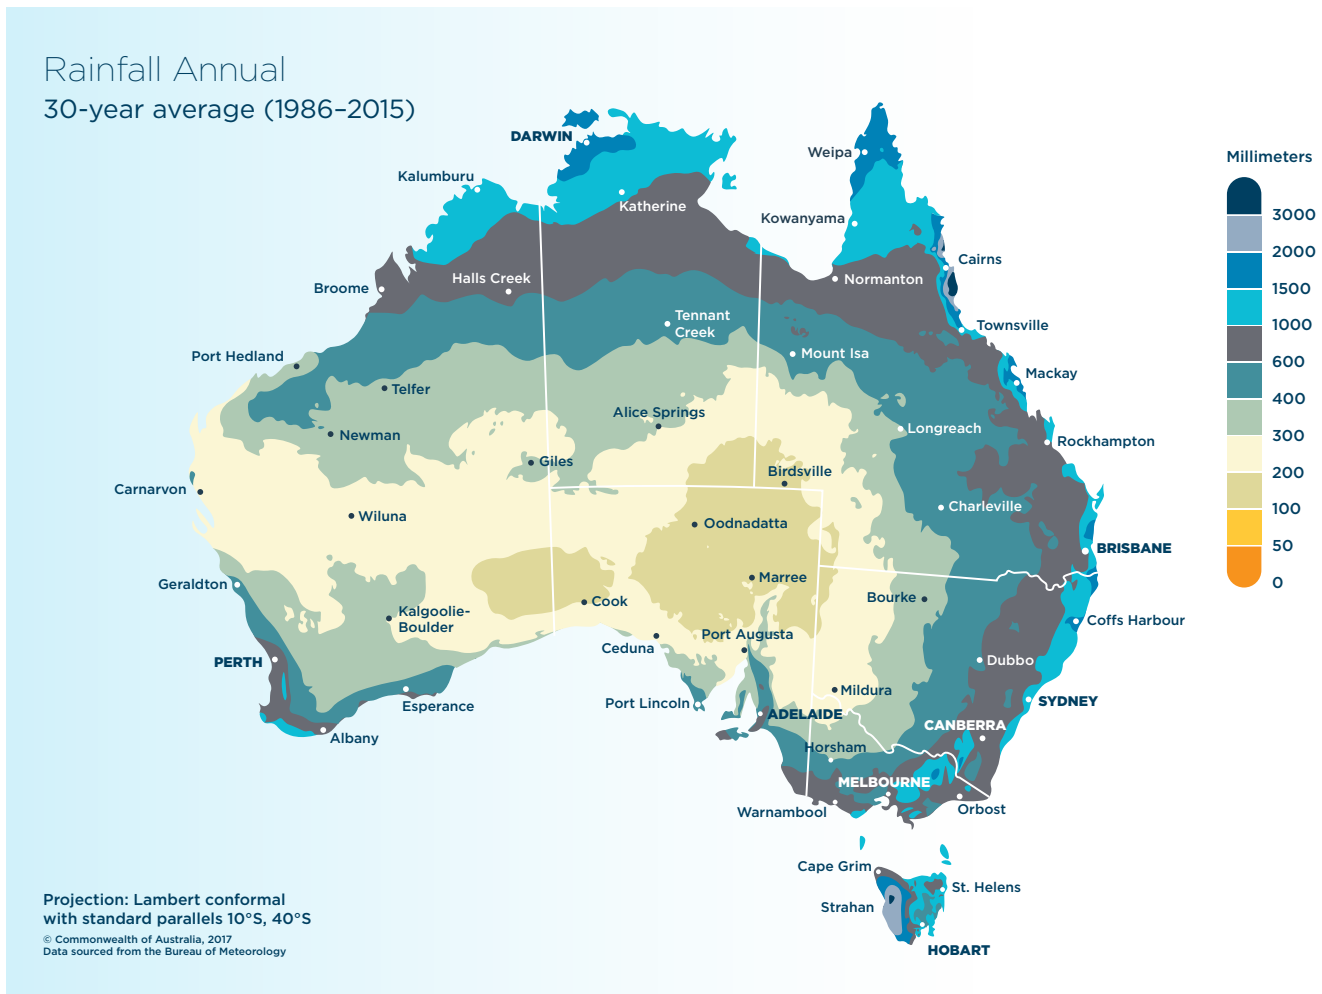 Rainfall Annual
30-year average (1986–2015)
DARWIN
Weipa
Kalumburu
Katherine
Kowanyama
Cairns
Halls Creek
Normanton
Broome
Tennant
Creek
Townsville
Port Hedland
Mount Isa
Mackay
Telfer
Alice Springs
Longreach
Newman
Rockhampton
Giles
Birdsville
Carnarvon
Charleville
Wiluna
Oodnadatta
BRISBANE
Geraldton
Marree
Bourke
Cook
Kalgoolie-
Boulder
Coffs Harbour
Port Augusta
Ceduna
PERTH
Dubbo
Mildura
Esperance
Port Lincoln
SYDNEY
ADELAIDE
CANBERRA
Albany
Horsham
MELBOURNE
Warnambool
Orbost
Cape Grim
St. Helens
Strahan
HOBART
Millimeters
3000
2000
1500
1000
600
400
300
200
100
50
0
Projection: Lambert conformal
with standard parallels 10°S, 40°S
© Commonwealth of Australia, 2017
Data sourced from the Bureau of Meteorology